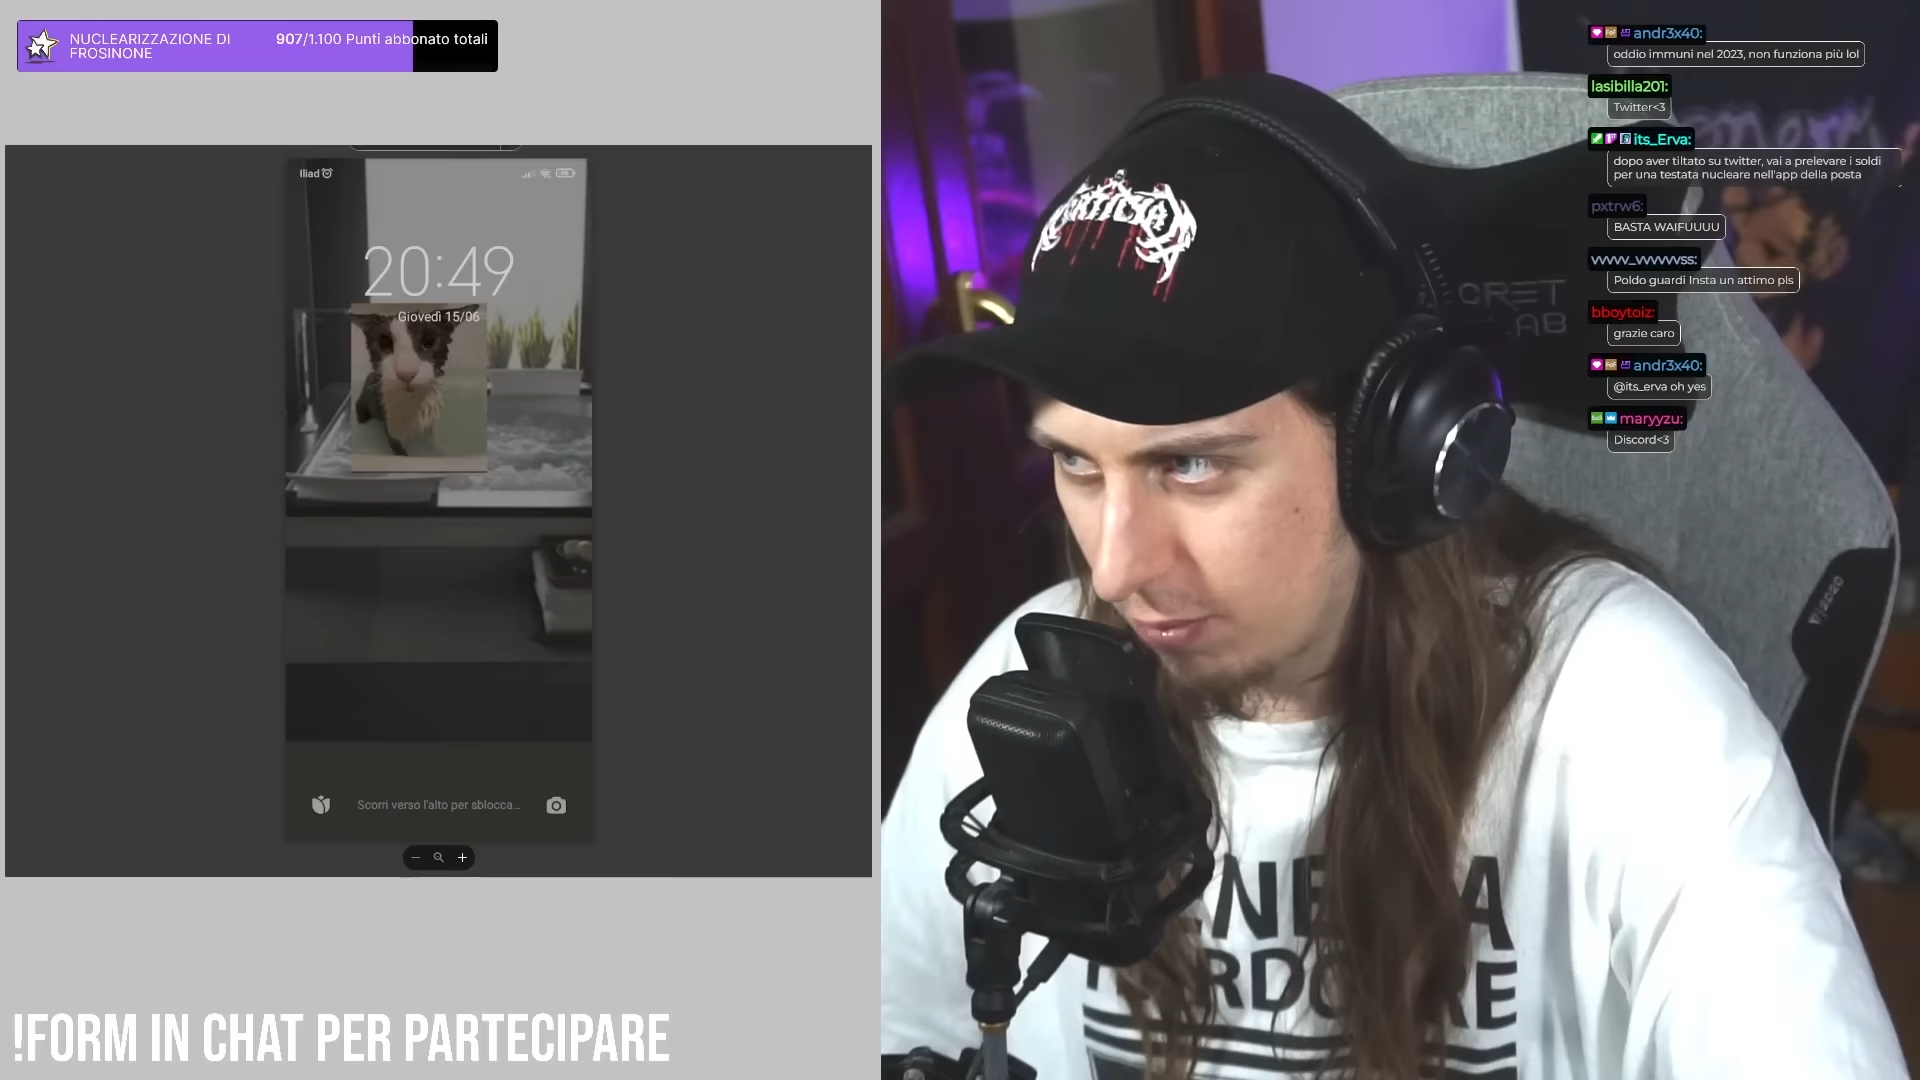 NUCLEARIZZAZIONE DI
FROSINONE
907/1.100 Punti abbonato totali
Iliad
20:49
Giovedì 15/06
Scorri verso l'alto per sblocca...
!FORM IN CHAT PER PARTECIPARE
CRET
LAB
andr3x40:
oddio immuni nel 2023, non funziona più lol
lasibilla201:
Twitter<3
its_Erva:
dopo aver tiltato su twitter, vai a prelevare i soldi
per una testata nucleare nell'app della posta
pxtrw6:
BASTA WAIFUUUU
Poldo guardi Insta un attimo pls
bboytoiz:
grazie caro
andr3x40:
@its_erva oh yes
maryyzu:
Discord<3